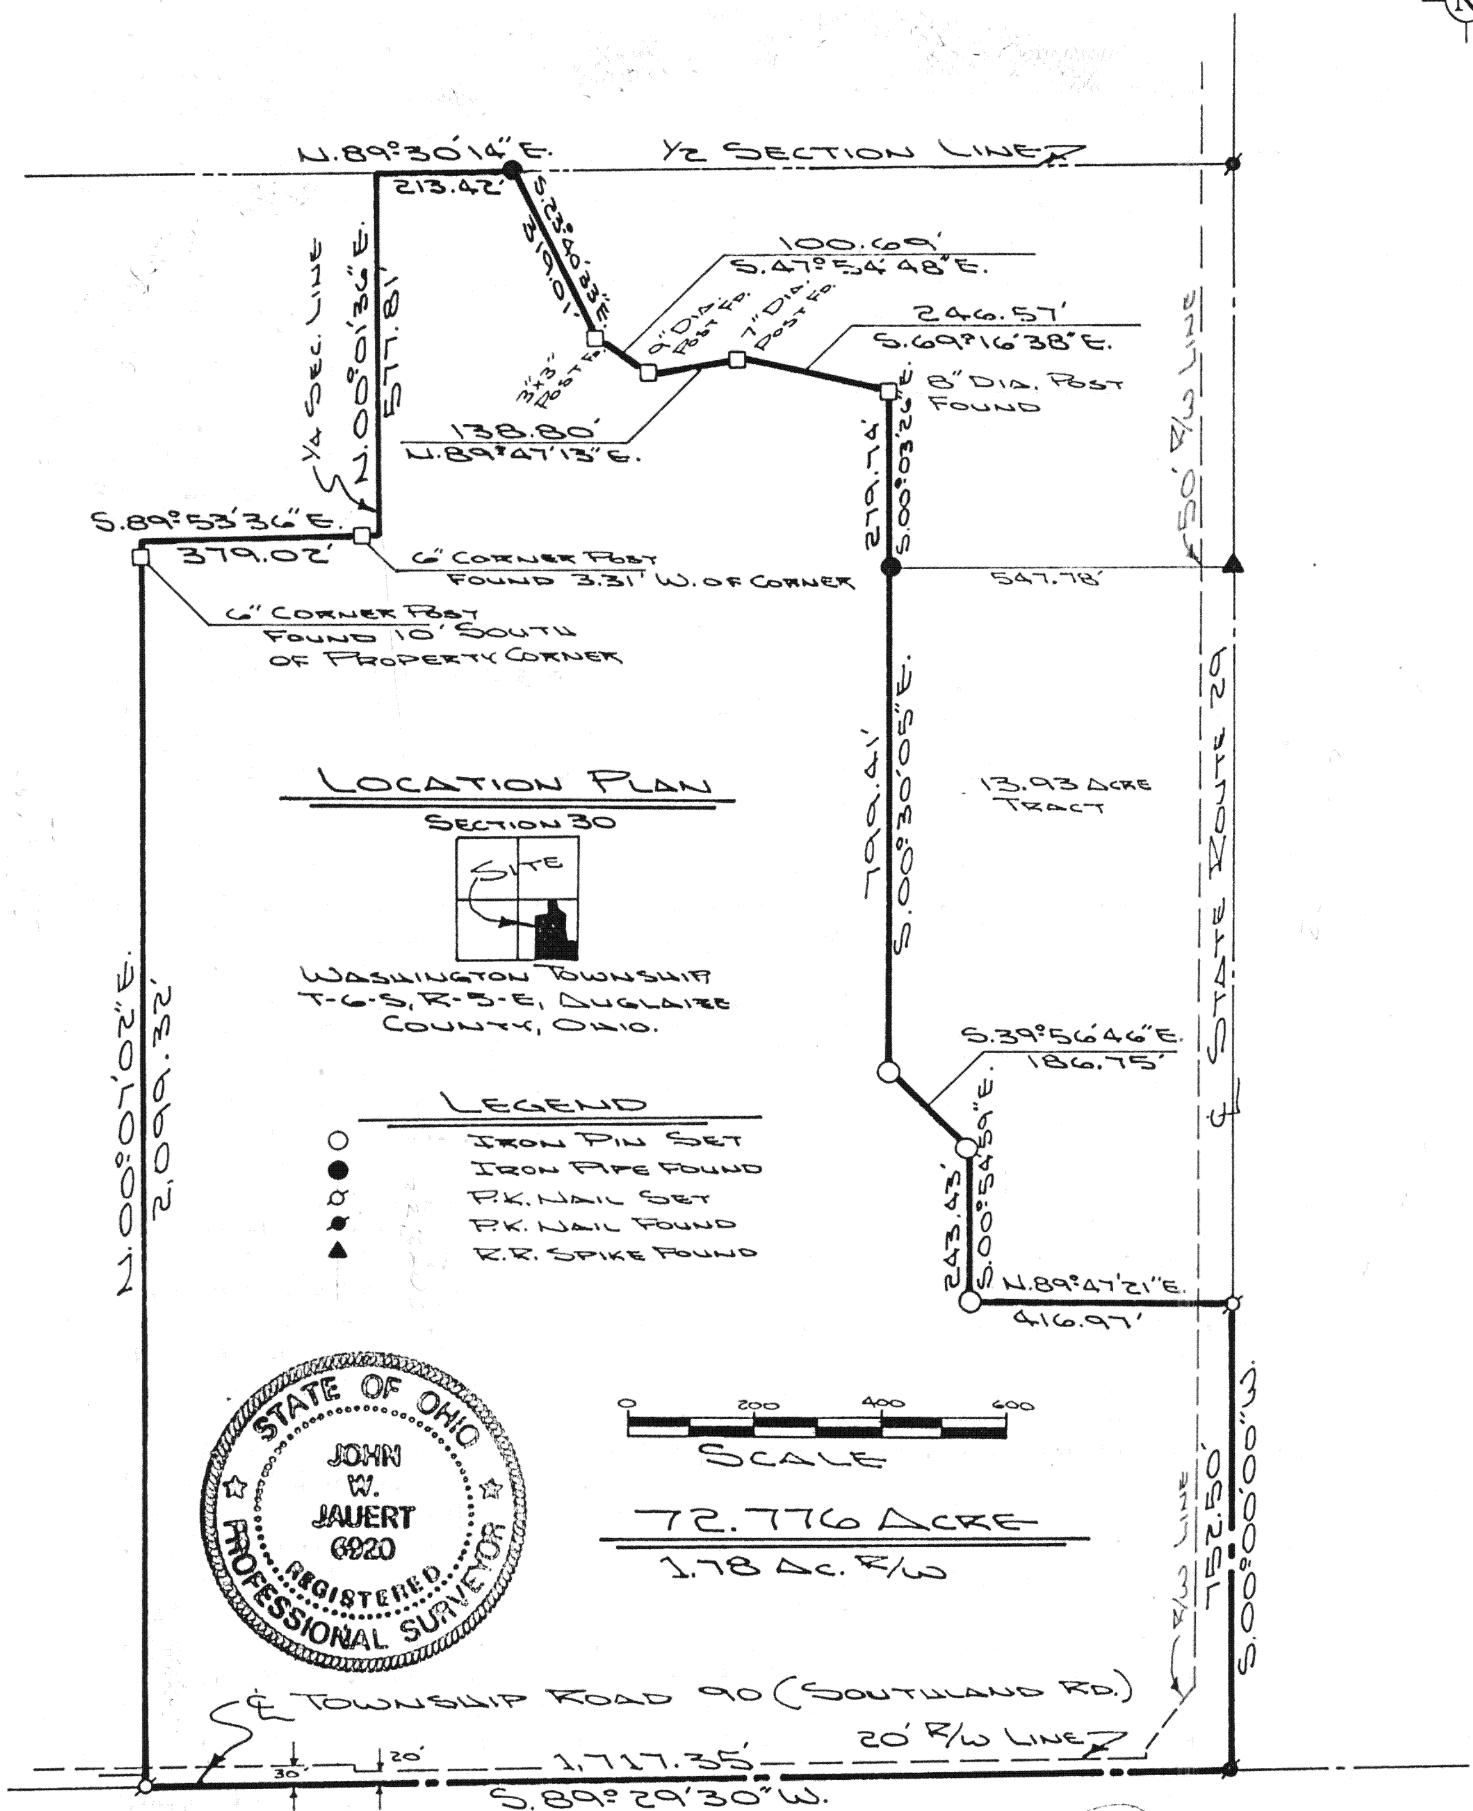 N
N.89°30'14"E.
213.42'
1/2 SECTION LINE
S.23°40'33"E.
319.01'
100.69'
S.47°54'48"E.
246.57'
S.69°16'38"E.
8" DIA. POST
FOUND
3"x3"
POST FD.
9" DIA.
POST FD.
7" DIA.
POST FD.
138.80'
N.89°47'13"E.
1/4 SEC. LINE
N.00°01'36"E.
577.81'
S.89°53'36"E.
379.02'
6" CORNER POST
FOUND 3.31' W. OF CORNER
6" CORNER POST
FOUND 10' SOUTH
OF PROPERTY CORNER
279.74'
S.00°03'26"E.
547.78'
50' R/W LINE
799.41'
S.00°30'05"E.
13.93 ACRE
TRACT
℄ STATE ROUTE 29
LOCATION PLAN
SECTION 30
SITE
WASHINGTON TOWNSHIP
T-6-S, R-5-E, AUGLAIZE
COUNTY, OHIO.
N.00°07'02"E.
2,099.32'
S.39°56'46"E.
186.75'
243.43'
S.00°54'59"E.
N.89°47'21"E.
416.97'
LEGEND
IRON PIN SET
IRON PIPE FOUND
P.K. NAIL SET
P.K. NAIL FOUND
R.R. SPIKE FOUND
STATE OF OHIO
JOHN
W.
JAUERT
6920
REGISTERED
PROFESSIONAL SURVEYOR
0 200 400 600
SCALE
72.776 ACRE
1.78 AC. R/W
752.50'
S.00°00'00"W.
R/W LINE
℄ TOWNSHIP ROAD 90 (SOUTHLAND RD.)
20' R/W LINE
30'
20'
1,717.35'
S.89°29'30"W.